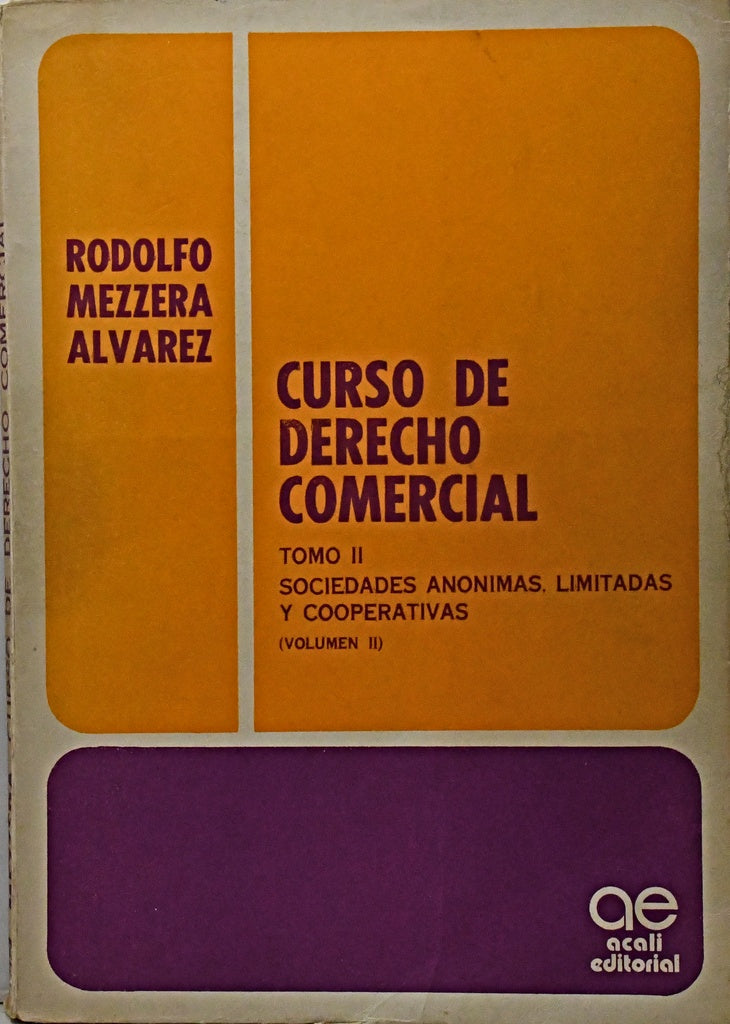 RODOLFO
MEZZERA
ALVAREZ
CURSO DE
DERECHO
COMERCIAL
TOMO II
SOCIEDADES ANONIMAS, LIMITADAS
Y COOPERATIVAS
(VOLUMEN II)
ae
acali
editorial
CURSO DE DERECHO COMERCIAL